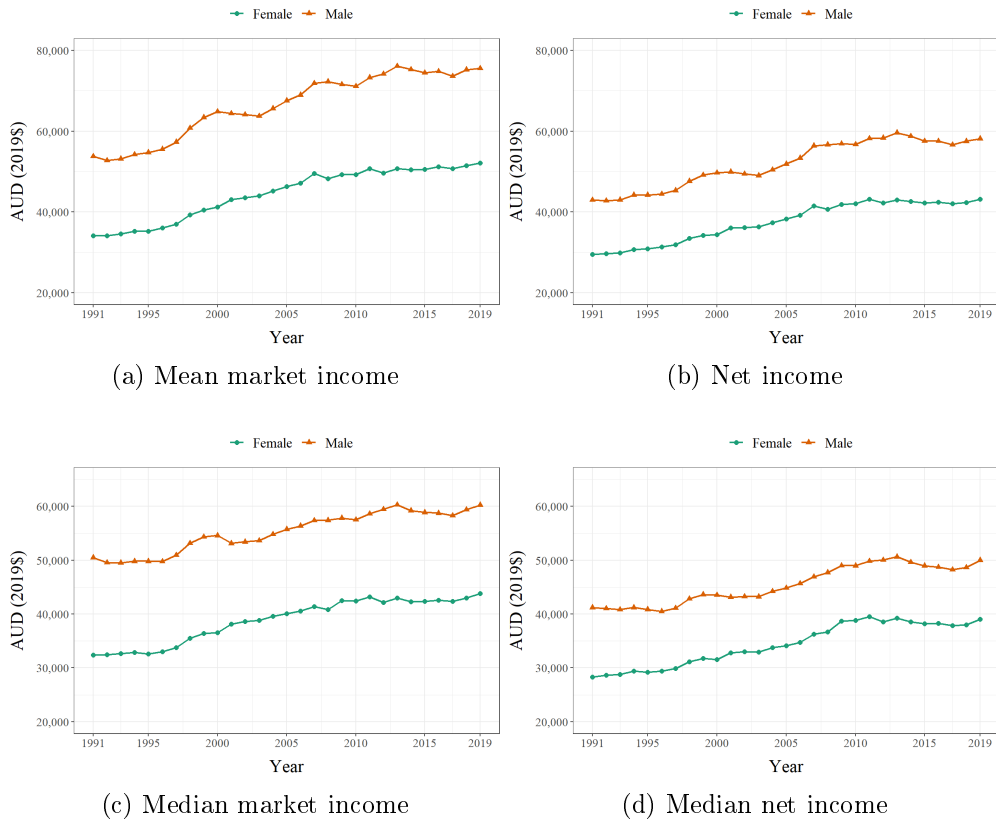 Female Male
80,000
60,000
40,000
20,000
AUD (2019$)
1991 1995 2000 2005 2010 2015 2019
Year
(a) Mean market income
Female Male
80,000
60,000
40,000
20,000
AUD (2019$)
1991 1995 2000 2005 2010 2015 2019
Year
(b) Net income
Female Male
60,000
50,000
40,000
30,000
20,000
AUD (2019$)
1991 1995 2000 2005 2010 2015 2019
Year
(c) Median market income
Female Male
60,000
50,000
40,000
30,000
20,000
AUD (2019$)
1991 1995 2000 2005 2010 2015 2019
Year
(d) Median net income